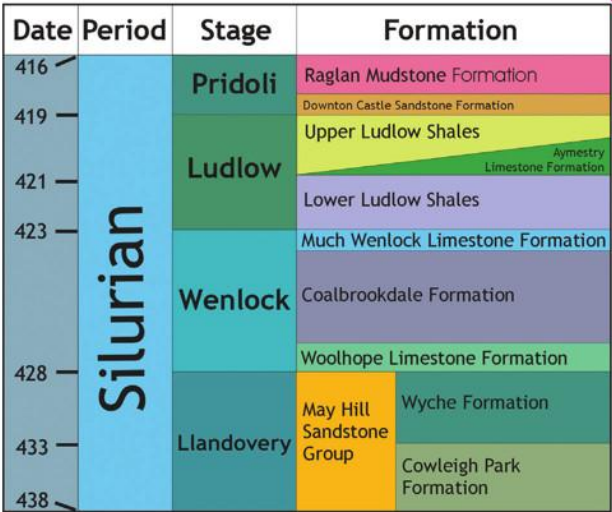 Date Period Stage Formation
416
419
421
423
428
433
438
Silurian
Pridoli
Ludlow
Wenlock
Llandovery
Raglan Mudstone Formation
Downton Castle Sandstone Formation
Upper Ludlow Shales
Aymestry
Limestone Formation
Lower Ludlow Shales
Much Wenlock Limestone Formation
Coalbrookdale Formation
Woolhope Limestone Formation
May Hill
Sandstone
Group
Wyche Formation
Cowleigh Park
Formation